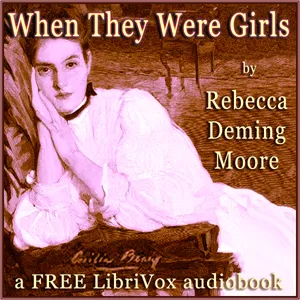 When They Were Girls
by
Rebecca
Deming
Moore
Cecilia Beaux
a FREE LibriVox audiobook